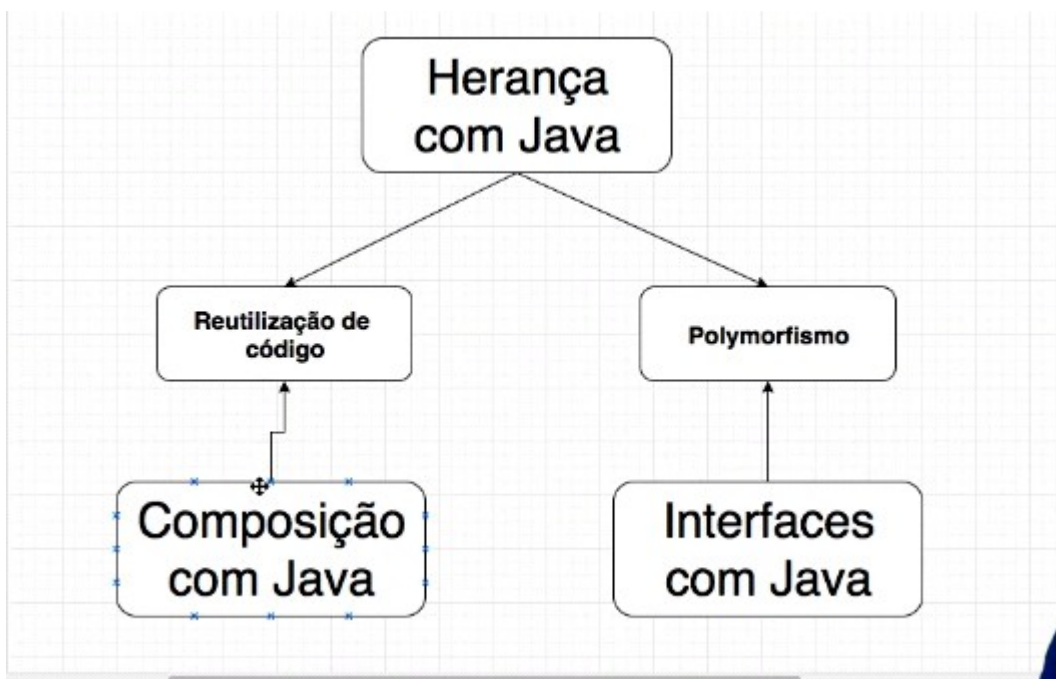 Herança
com Java
Reutilização de
código
Polymorfismo
Composição
com Java
Interfaces
com Java